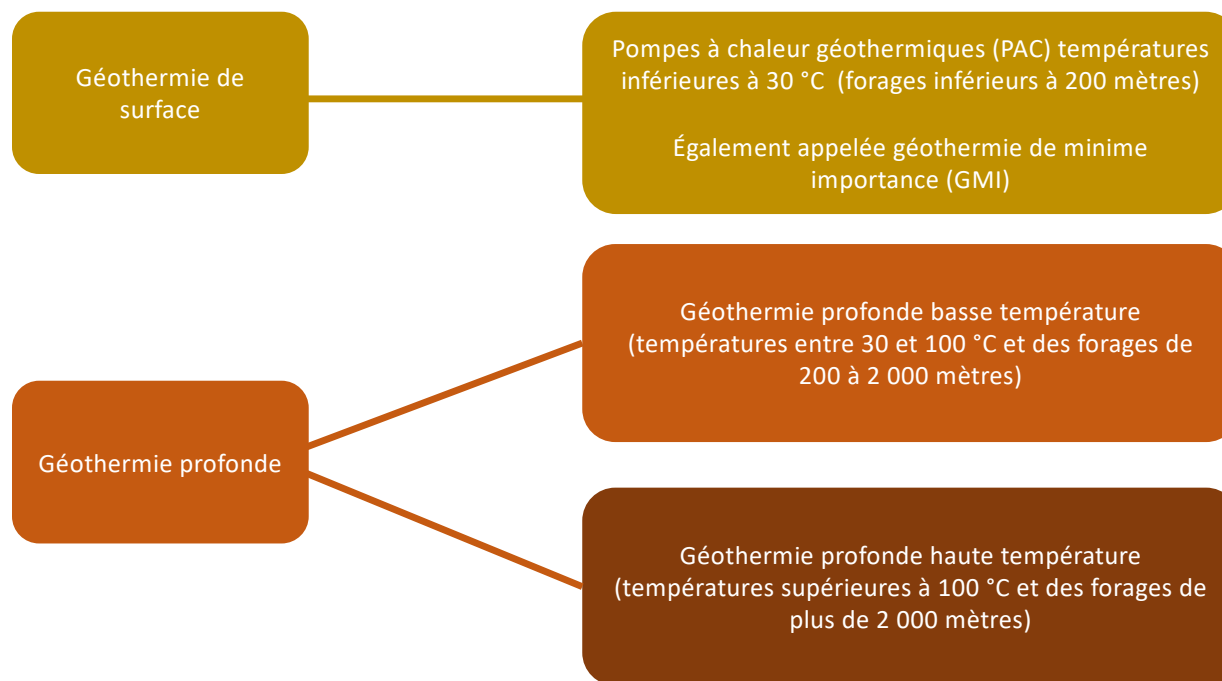 Géothermie de
surface
Pompes à chaleur géothermiques (PAC) températures
inférieures à 30 °C  (forages inférieurs à 200 mètres)
Également appelée géothermie de minime
importance (GMI)
Géothermie profonde
Géothermie profonde basse température
(températures entre 30 et 100 °C et des forages de
200 à 2 000 mètres)
Géothermie profonde haute température
(températures supérieures à 100 °C et des forages de
plus de 2 000 mètres)